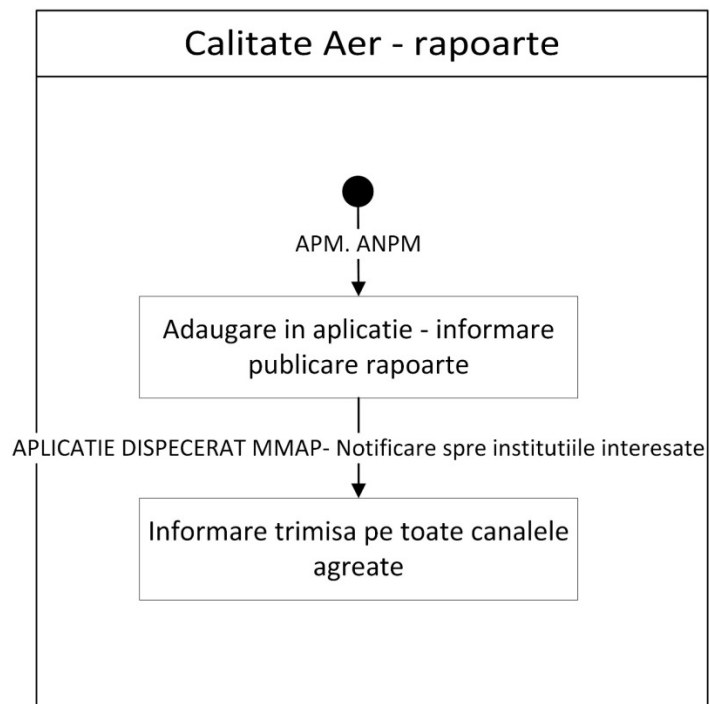 Calitate Aer - rapoarte
APM. ANPM
Adaugare in aplicatie - informare
publicare rapoarte
APLICATIE DISPECERAT MMAP- Notificare spre institutiile interesate
Informare trimisa pe toate canalele
agreate